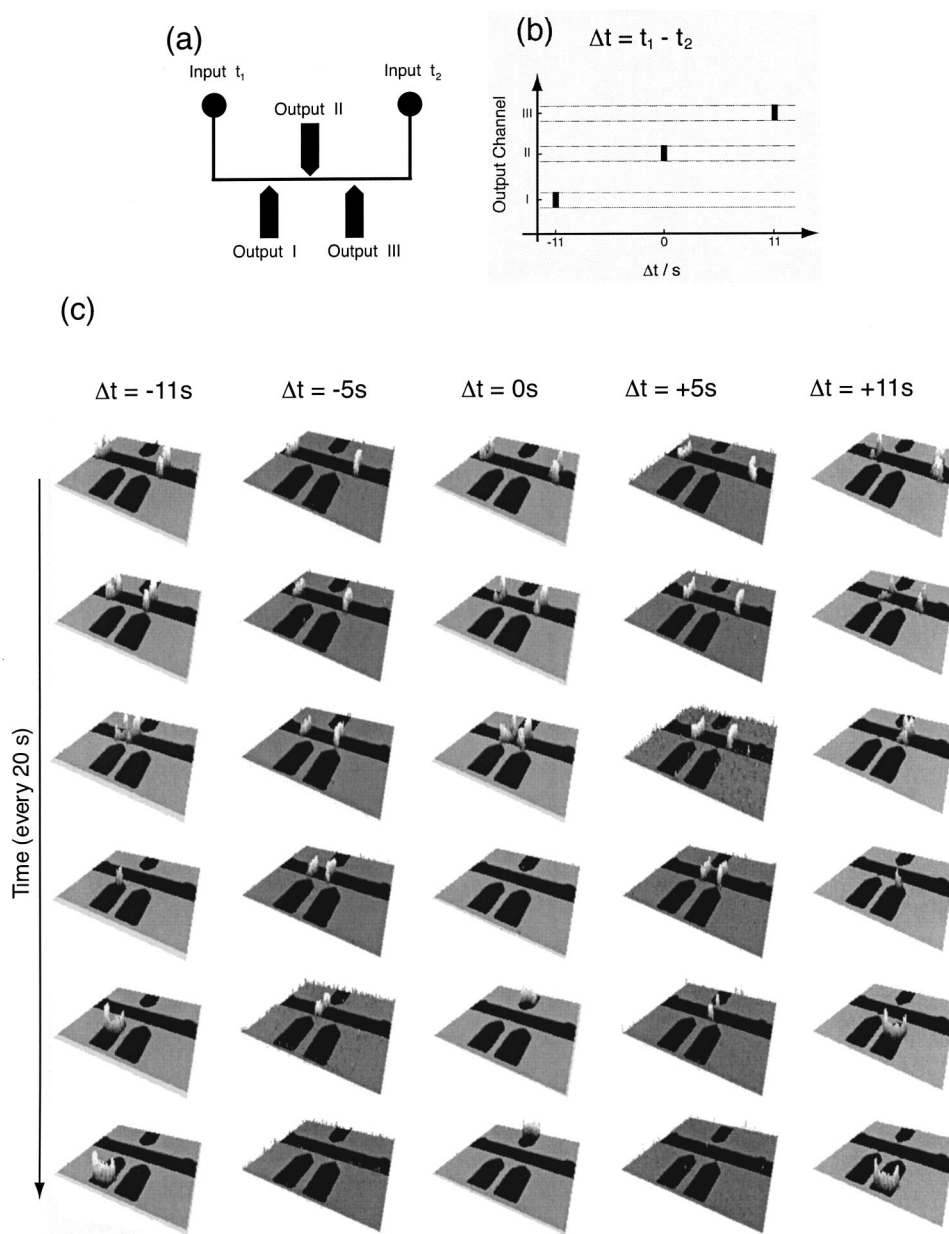 (a)
Input t₁
Input t₂
Output II
Output I
Output III
(b)
Δt = t₁ - t₂
Output Channel
III
II
I
-11
0
11
Δt / s
(c)
Δt = -11s
Δt = -5s
Δt = 0s
Δt = +5s
Δt = +11s
Time (every 20 s)